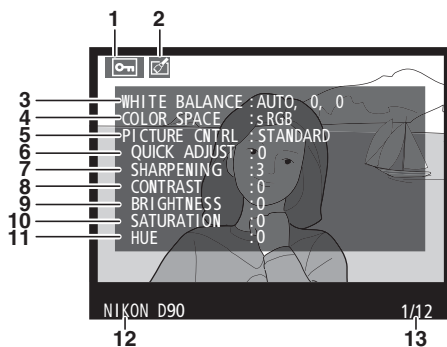 1 2
3 WHITE BALANCE :AUTO, 0, 0
4 COLOR SPACE :sRGB
5 PICTURE CNTRL :STANDARD
6 QUICK ADJUST :0
7 SHARPENING :3
8 CONTRAST :0
9 BRIGHTNESS :0
10 SATURATION :0
11 HUE :0
NIKON D90 1/12
12 13